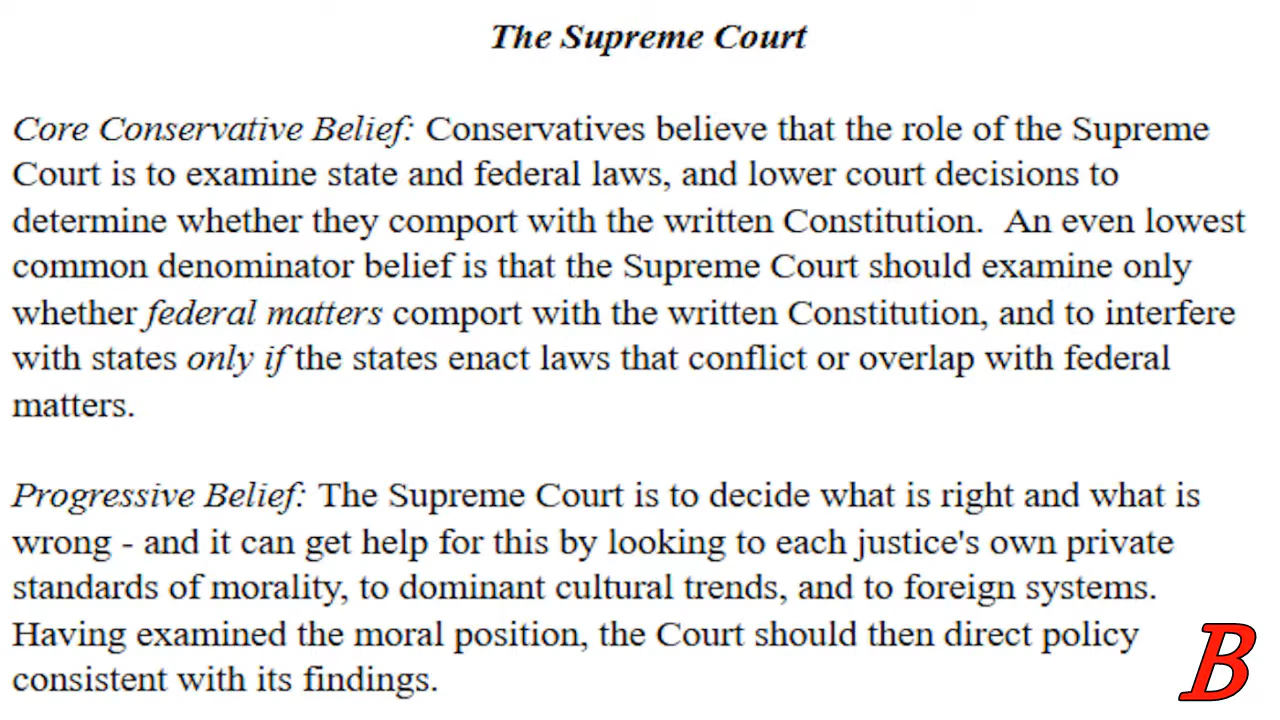 The Supreme Court
Core Conservative Belief: Conservatives believe that the role of the Supreme
Court is to examine state and federal laws, and lower court decisions to
determine whether they comport with the written Constitution.  An even lowest
common denominator belief is that the Supreme Court should examine only
whether federal matters comport with the written Constitution, and to interfere
with states only if the states enact laws that conflict or overlap with federal
matters.
Progressive Belief: The Supreme Court is to decide what is right and what is
wrong - and it can get help for this by looking to each justice's own private
standards of morality, to dominant cultural trends, and to foreign systems.
Having examined the moral position, the Court should then direct policy
consistent with its findings.
B